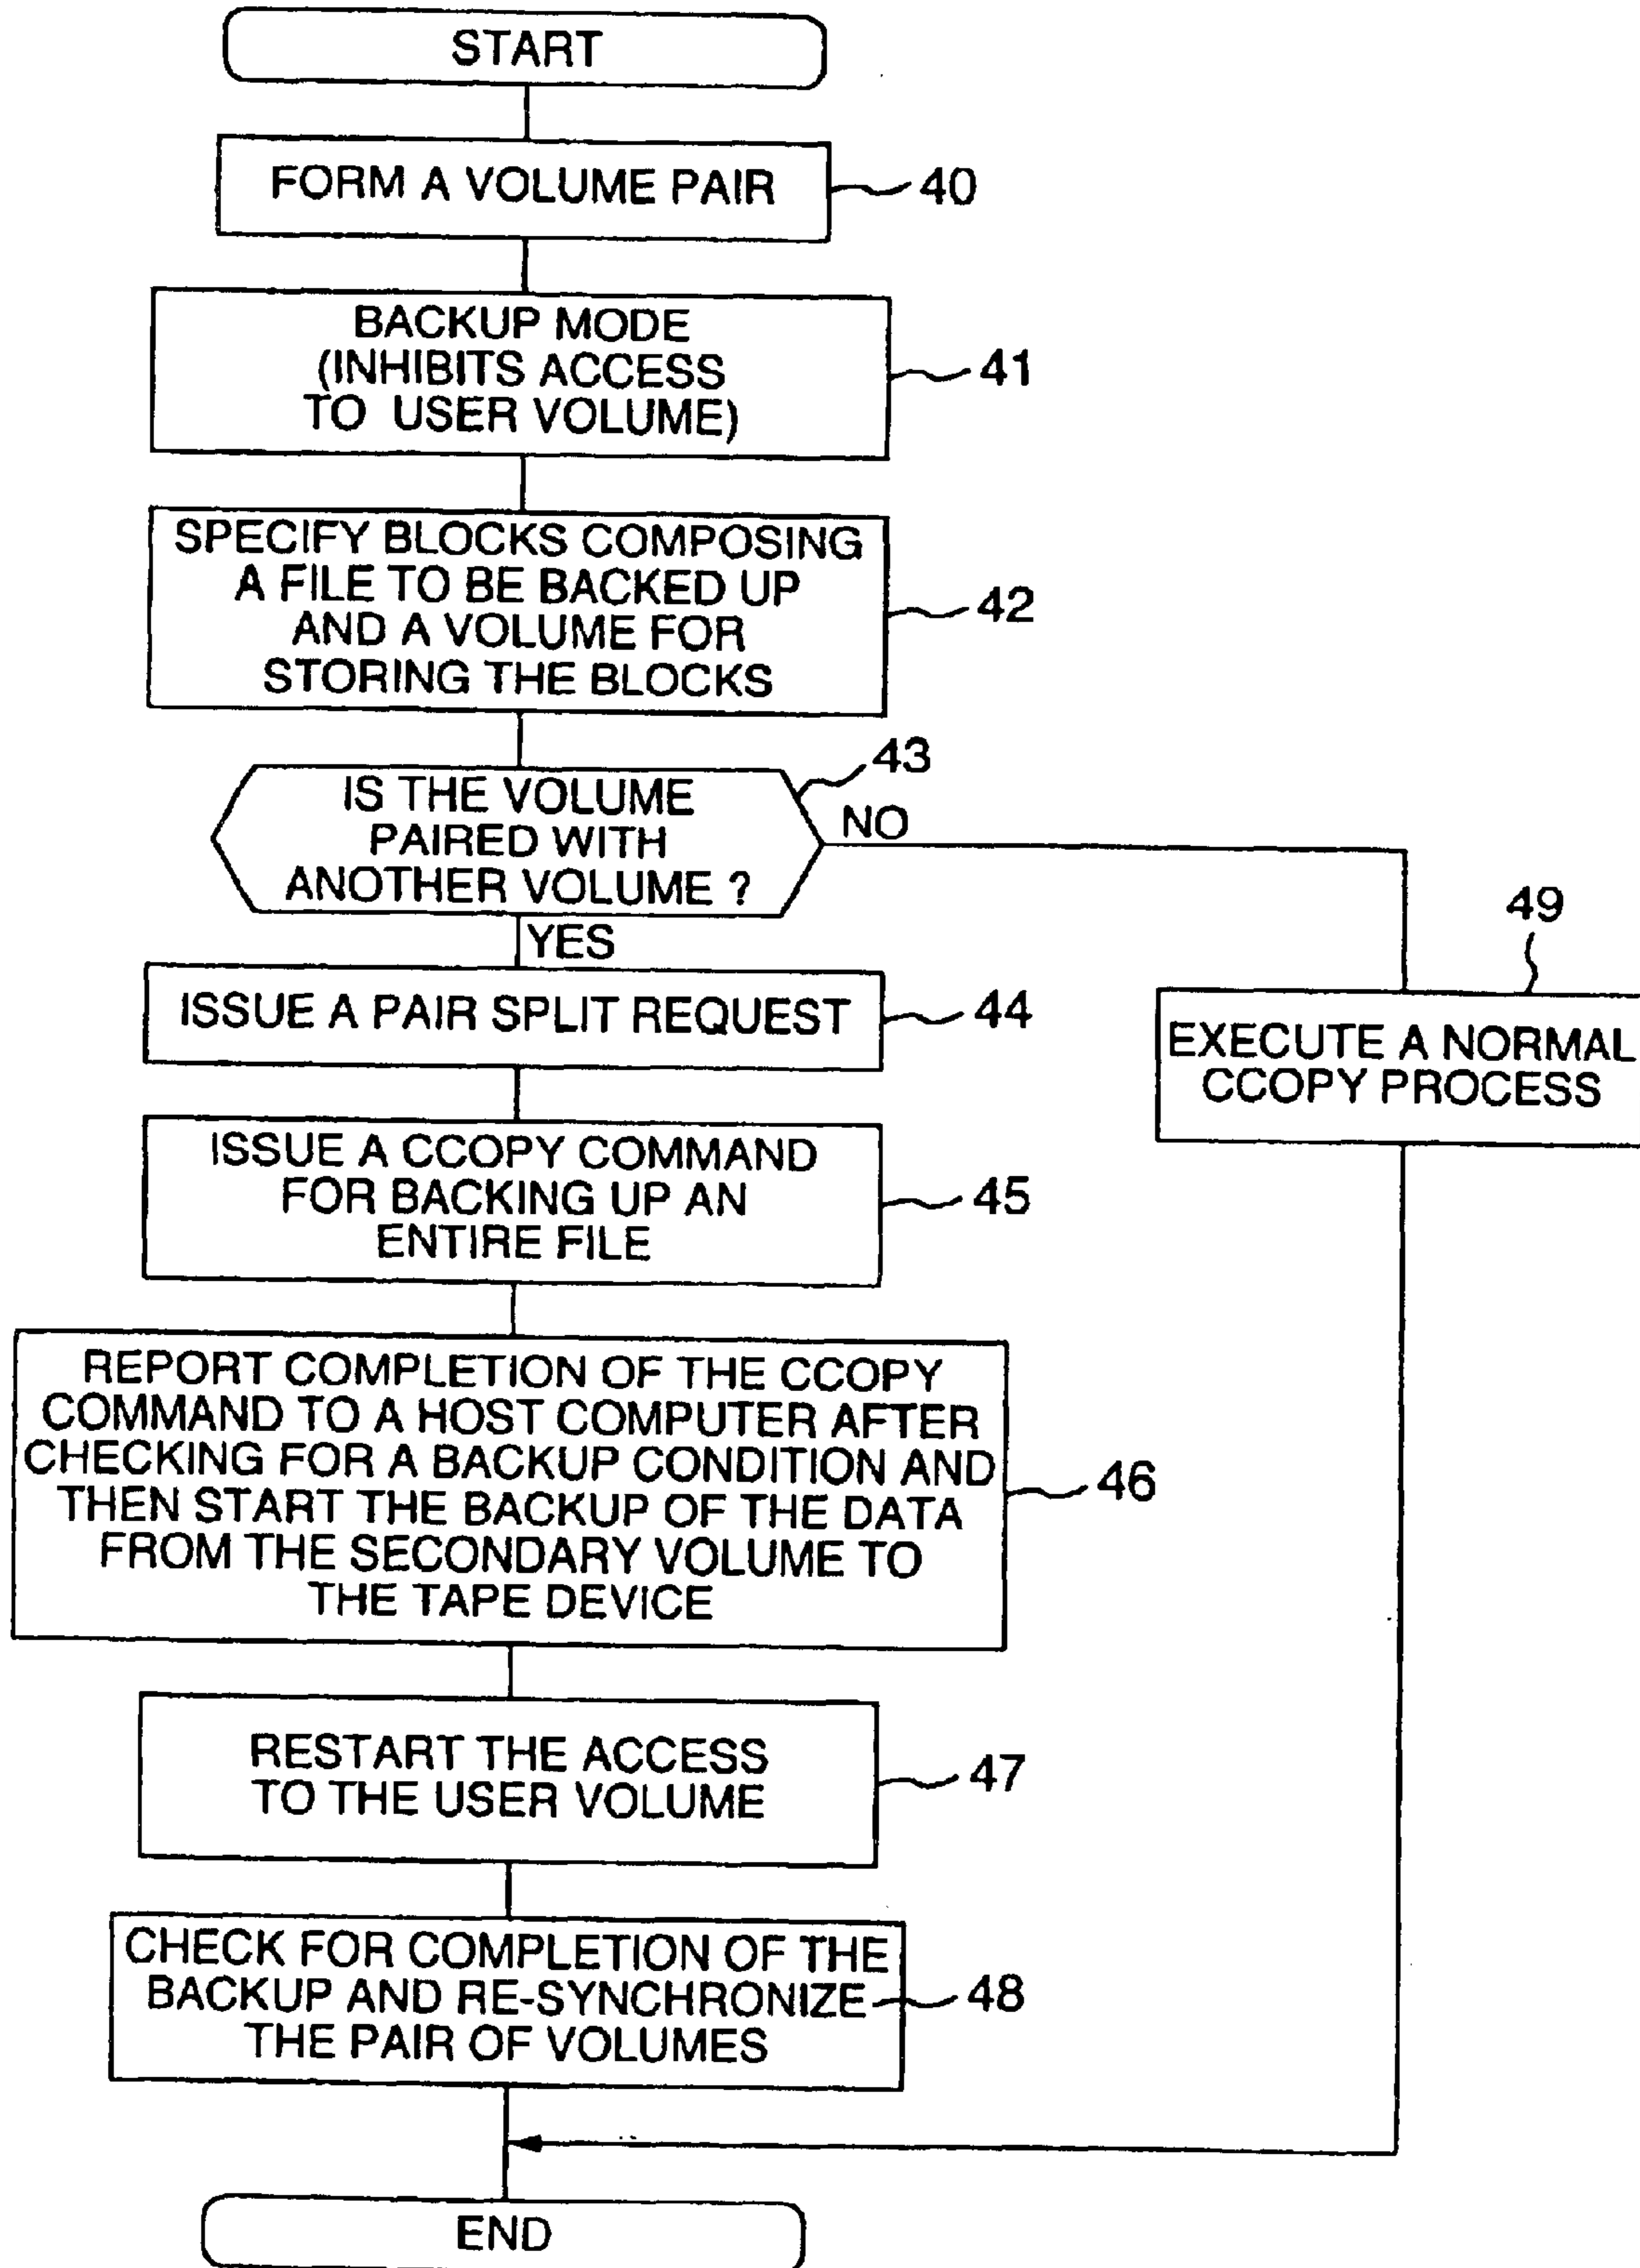 START
FORM A VOLUME PAIR
40
BACKUP MODE
(INHIBITS ACCESS
TO USER VOLUME)
41
SPECIFY BLOCKS COMPOSING
A FILE TO BE BACKED UP
AND A VOLUME FOR
STORING THE BLOCKS
42
43
IS THE VOLUME
PAIRED WITH
ANOTHER VOLUME ?
NO
YES
49
EXECUTE A NORMAL
CCOPY PROCESS
ISSUE A PAIR SPLIT REQUEST
44
ISSUE A CCOPY COMMAND
FOR BACKING UP AN
ENTIRE FILE
45
REPORT COMPLETION OF THE CCOPY
COMMAND TO A HOST COMPUTER AFTER
CHECKING FOR A BACKUP CONDITION AND
THEN START THE BACKUP OF THE DATA
FROM THE SECONDARY VOLUME TO
THE TAPE DEVICE
46
RESTART THE ACCESS
TO THE USER VOLUME
47
CHECK FOR COMPLETION OF THE
BACKUP AND RE-SYNCHRONIZE
THE PAIR OF VOLUMES
48
END